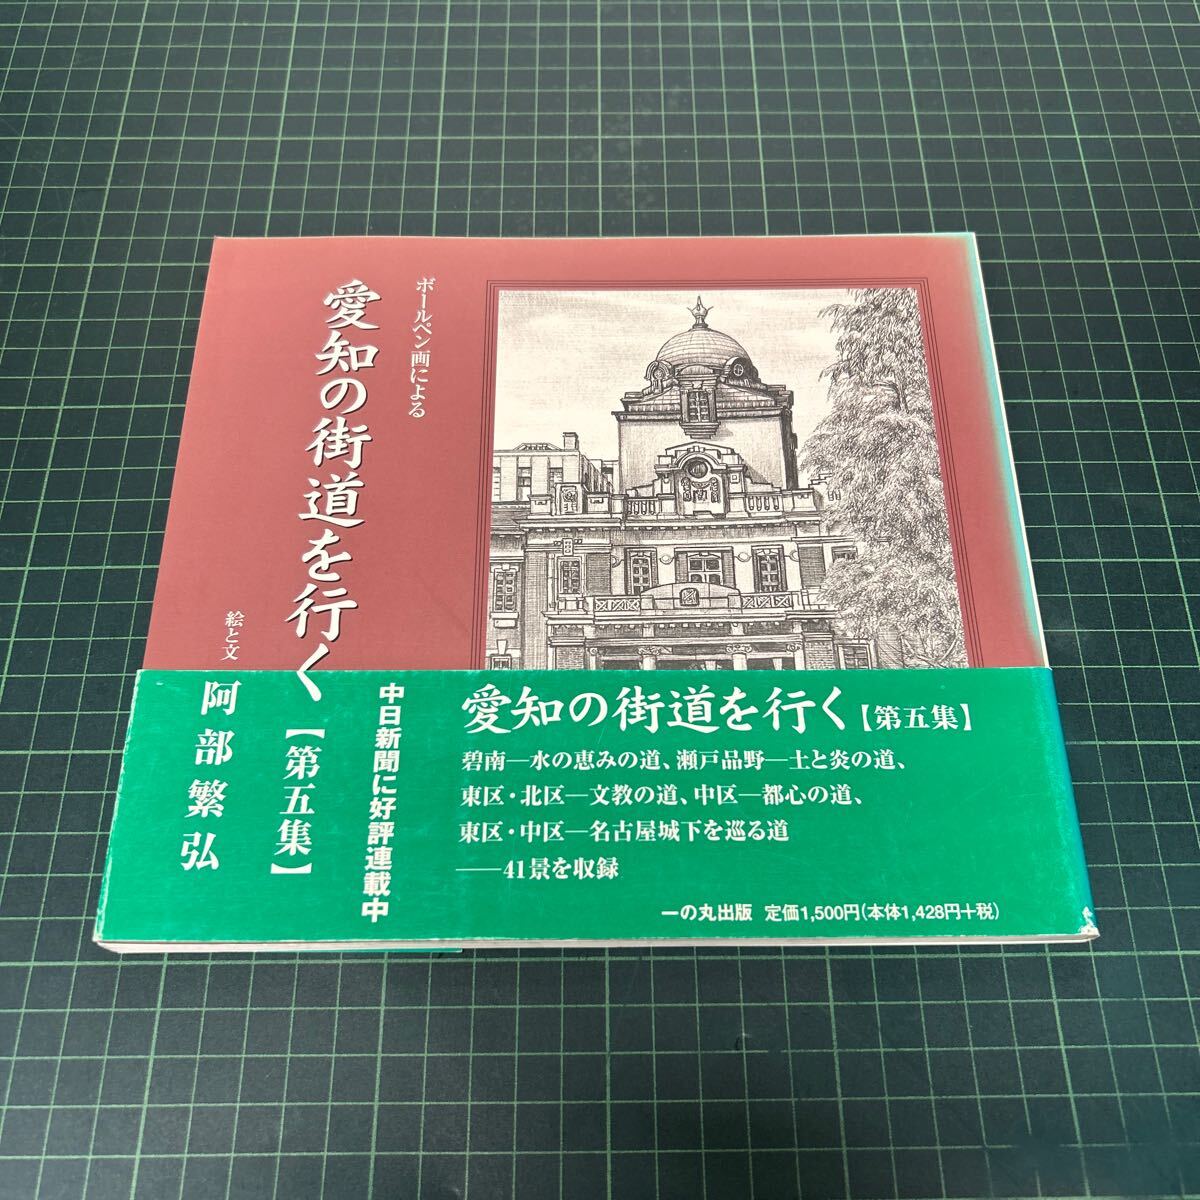 ボールペン画による
愛知の街道を行く【第五集】
絵と文 阿部繁弘
中日新聞に好評連載中
愛知の街道を行く【第五集】
碧南―水の恵みの道、瀬戸品野―土と炎の道、
東区・北区―文教の道、中区―都心の道、
東区・中区―名古屋城下を巡る道
――41景を収録
一の丸出版 定価1,500円(本体1,428円+税)